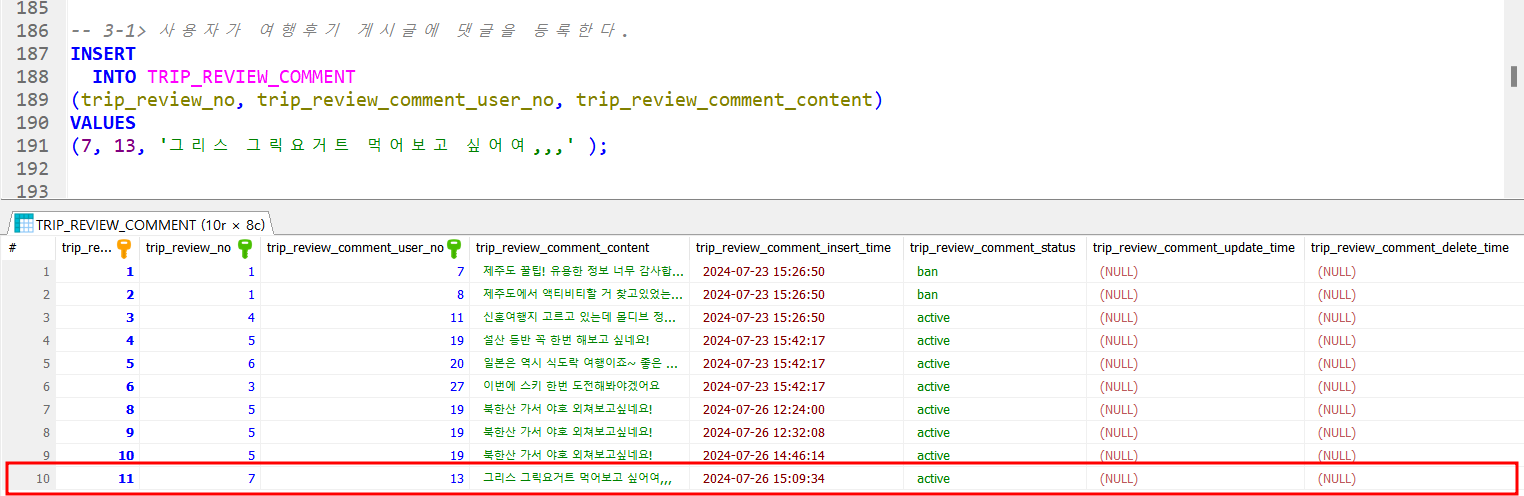 185
186 -- 3-1> 사용자가 여행후기 게시글에 댓글을 등록한다.
187 INSERT
188 INTO TRIP_REVIEW_COMMENT
189 (trip_review_no, trip_review_comment_user_no, trip_review_comment_content)
190 VALUES
191 (7, 13, '그리스 그릭요거트 먹어보고 싶어여,,,' );
192
193
TRIP_REVIEW_COMMENT (10r × 8c)
# trip_re... trip_review_no trip_review_comment_user_no trip_review_comment_content trip_review_comment_insert_time trip_review_comment_status trip_review_comment_update_time trip_review_comment_delete_time
1 1 1 7 제주도 꿀팁! 유용한 정보 너무 감사합... 2024-07-23 15:26:50 ban (NULL) (NULL)
2 2 1 8 제주도에서 액티비티할 거 찾고있었는... 2024-07-23 15:26:50 ban (NULL) (NULL)
3 3 4 11 신혼여행지 고르고 있는데 몰디브 정... 2024-07-23 15:26:50 active (NULL) (NULL)
4 4 5 19 설산 등반 꼭 한번 해보고 싶네요! 2024-07-23 15:42:17 active (NULL) (NULL)
5 5 6 20 일본은 역시 식도락 여행이죠~ 좋은 ... 2024-07-23 15:42:17 active (NULL) (NULL)
6 6 3 27 이번에 스키 한번 도전해봐야겠어요 2024-07-23 15:42:17 active (NULL) (NULL)
7 8 5 19 북한산 가서 야호 외쳐보고싶네요! 2024-07-26 12:24:00 active (NULL) (NULL)
8 9 5 19 북한산 가서 야호 외쳐보고싶네요! 2024-07-26 12:32:08 active (NULL) (NULL)
9 10 5 19 북한산 가서 야호 외쳐보고싶네요! 2024-07-26 14:46:14 active (NULL) (NULL)
10 11 7 13 그리스 그릭요거트 먹어보고 싶어여,,, 2024-07-26 15:09:34 active (NULL) (NULL)